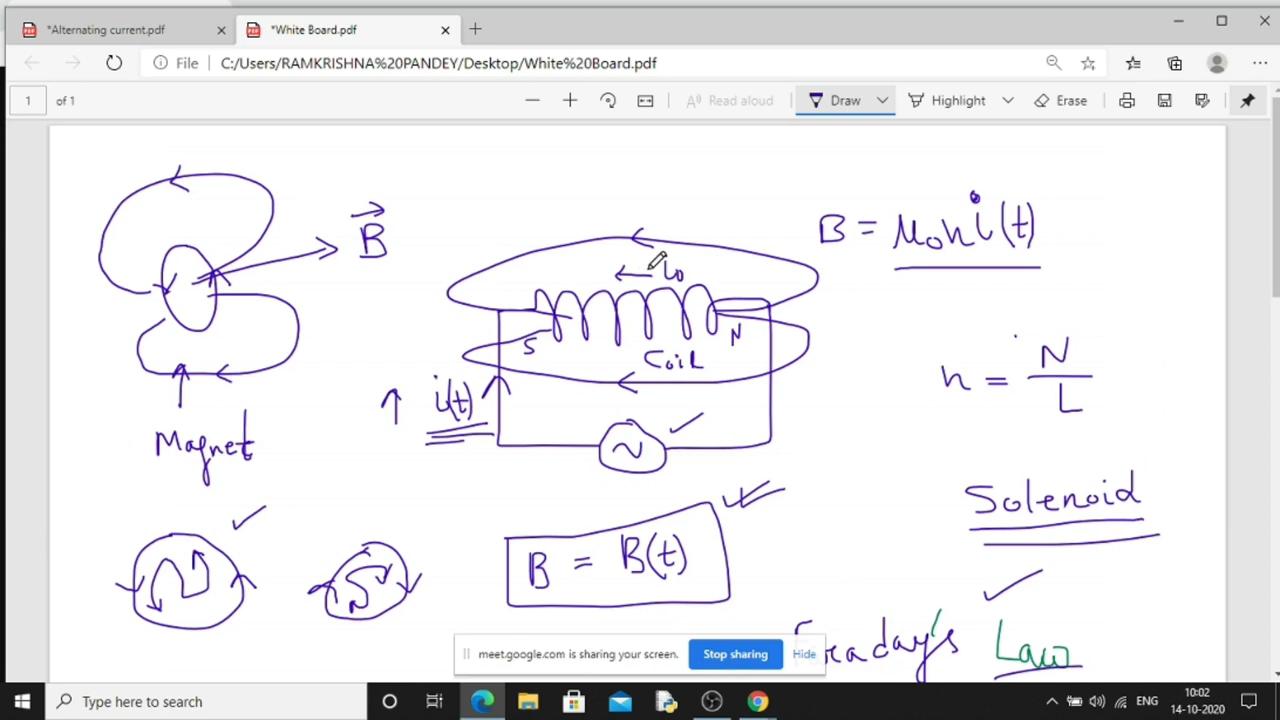 *Alternating current.pdf
*White Board.pdf
File
C:/Users/RAMKRISHNA%20PANDEY/Desktop/White%20Board.pdf
1 of 1
Read aloud
Draw
Highlight
Erase
B
B = μ₀ni(t)
S
N
Coil
n = N/L
i(t)
Magnet
N
S
N
Solenoid
B = B(t)
Law
meet.google.com is sharing your screen.
Stop sharing
Hide
Type here to search
ENG
10:02
14-10-2020